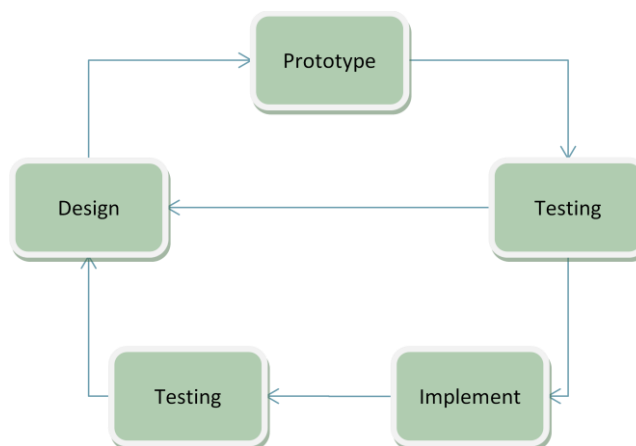 Prototype
Design
Testing
Testing
Implement